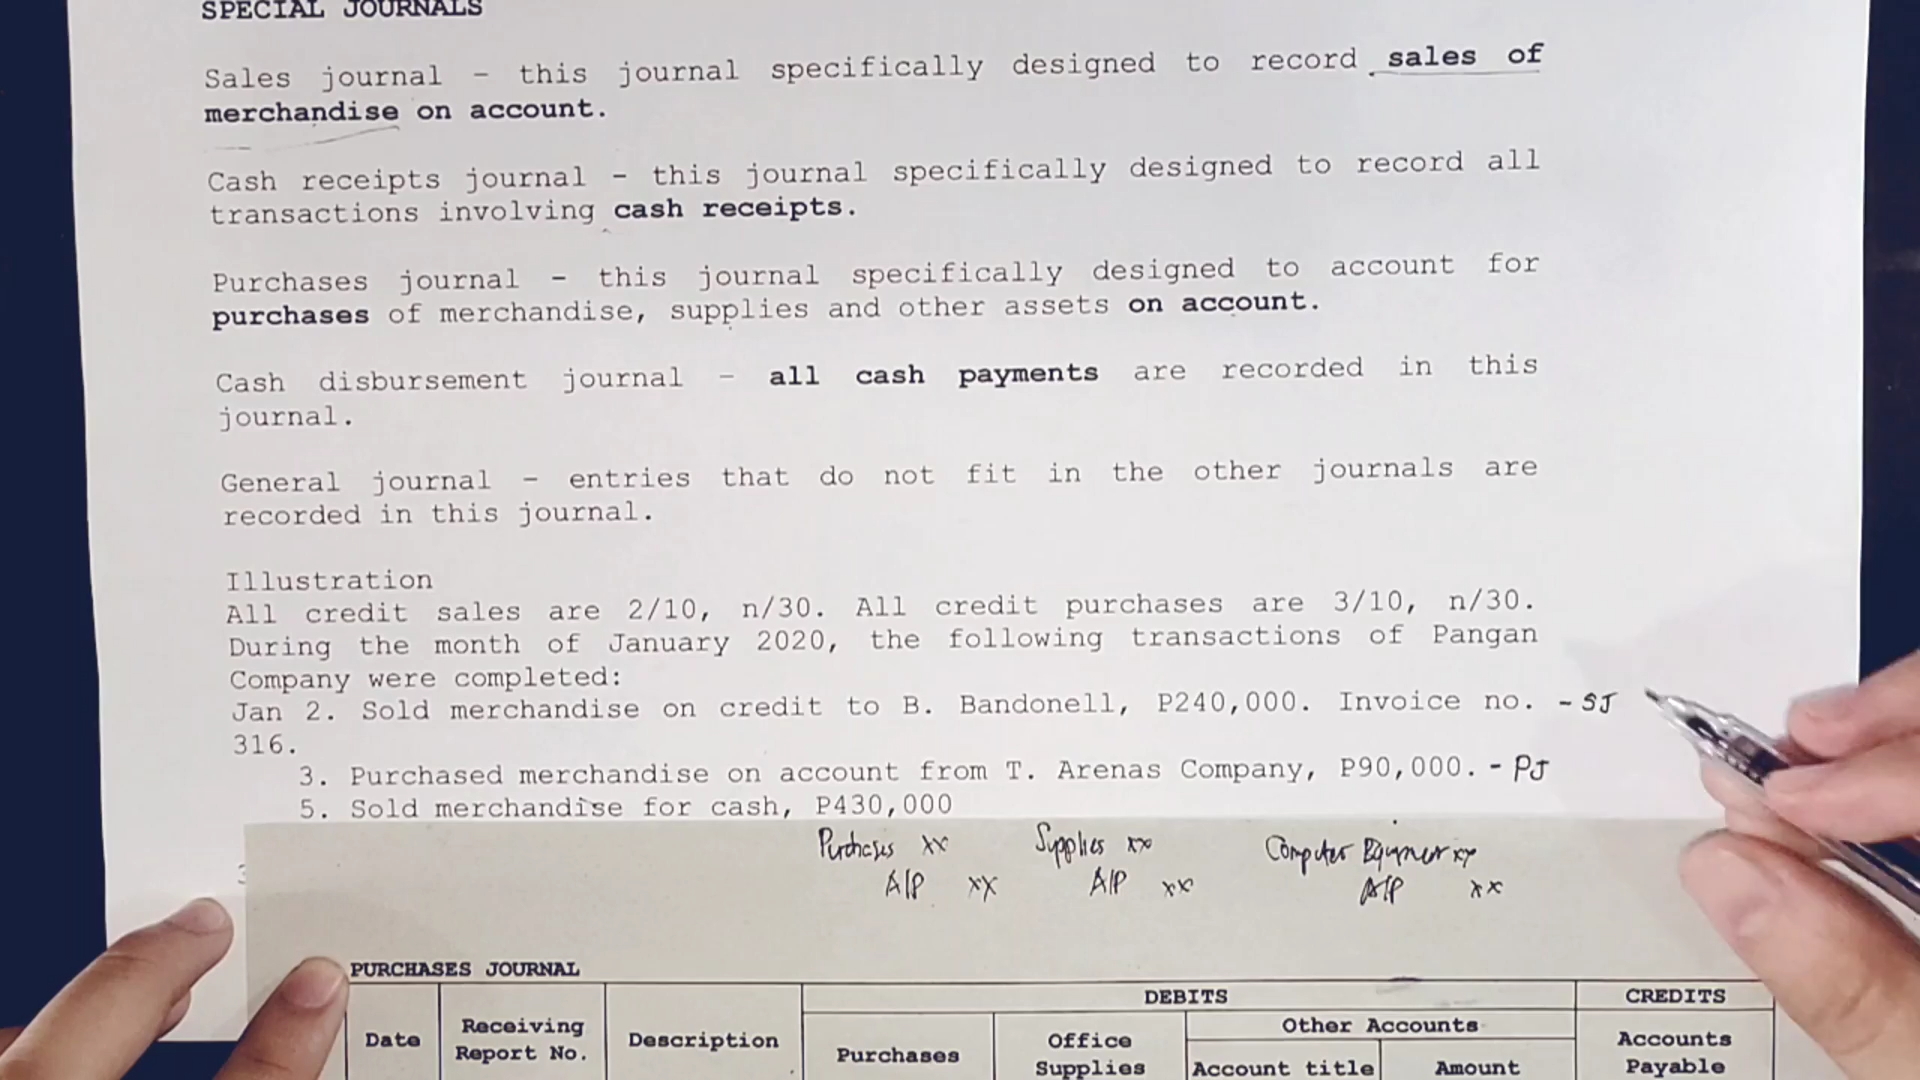 SPECIAL JOURNALS
Sales journal - this journal specifically designed to record sales of
merchandise on account.
Cash receipts journal - this journal specifically designed to record all
transactions involving cash receipts.
Purchases journal - this journal specifically designed to account for
purchases of merchandise, supplies and other assets on account.
Cash disbursement journal - all cash payments are recorded in this
journal.
General journal - entries that do not fit in the other journals are
recorded in this journal.
Illustration
All credit sales are 2/10, n/30. All credit purchases are 3/10, n/30.
During the month of January 2020, the following transactions of Pangan
Company were completed:
Jan 2. Sold merchandise on credit to B. Bandonell, P240,000. Invoice no. - SJ
316.
3. Purchased merchandise on account from T. Arenas Company, P90,000. - PJ
5. Sold merchandise for cash, P430,000
Purchases xx Supplies xx Computer xx
A/P xx A/P xx A/P xx
PURCHASES JOURNAL
DEBITS CREDITS
Date Receiving Report No. Description Purchases Office Supplies Other Accounts Accounts Payable
Account title Amount